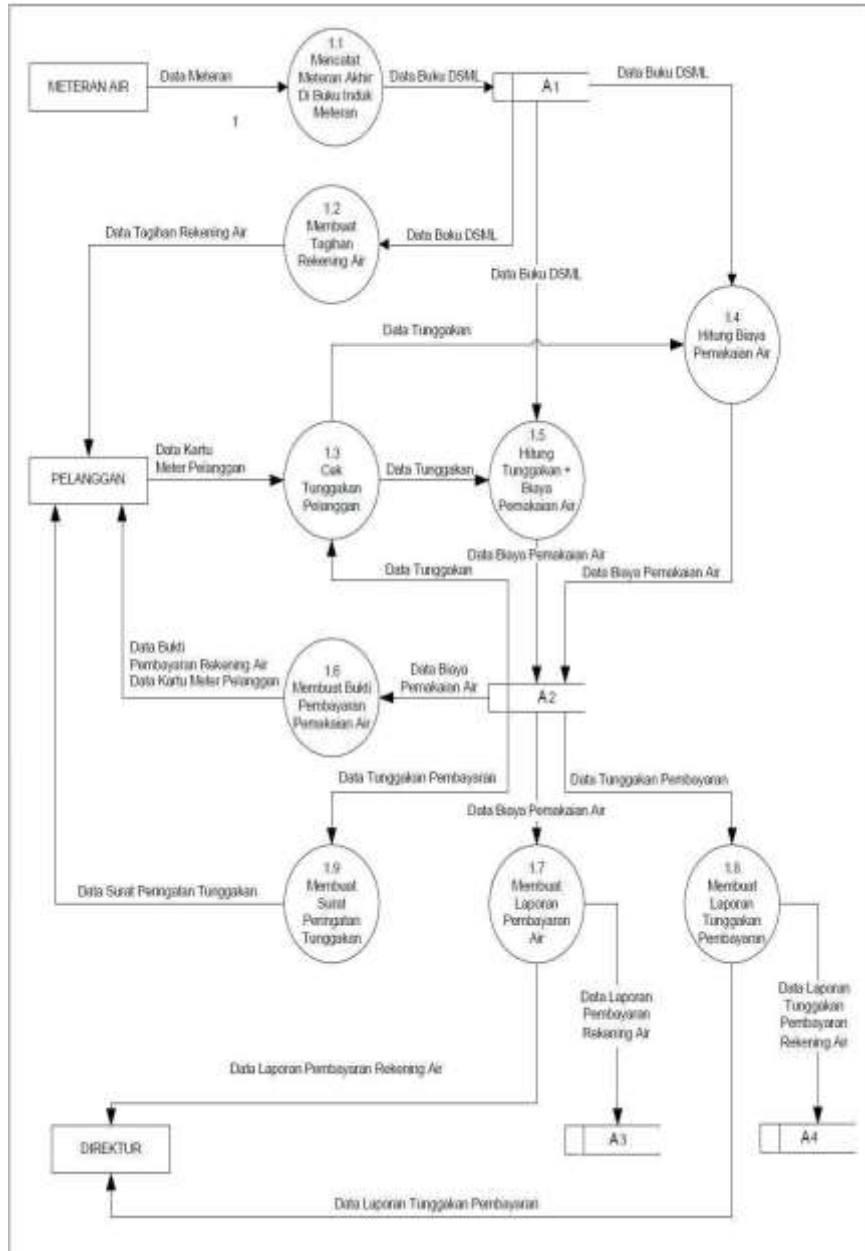 1.1
Mencatat
Meteran Akhir
Di Buku Induk
Meteran
METERAN AIR
Data Meteran
Data Buku DSML
A1
Data Buku DSML
1
1.2
Membuat
Tagihan
Rekening Air
Data Tagihan Rekening Air
Data Buku DSML
Data Buku DSML
1.4
Hitung Biaya
Pemakaian Air
Data Tunggakan
PELANGGAN
Data Kartu
Meter Pelanggan
1.3
Cek
Tunggakan
Pelanggan
Data Tunggakan
1.5
Hitung
Tunggakan +
Biaya
Pemakaian Air
Data Tunggakan
Data Biaya Pemakaian Air
Data Biaya Pemakaian Air
Data Bukti
Pembayaran Rekening Air
Data Kartu Meter Pelanggan
1.6
Membuat Bukti
Pembayaran
Pemakaian Air
Data Biaya
Pemakaian Air
A2
Data Tunggakan Pembayaran
Data Biaya Pemakaian Air
Data Tunggakan Pembayaran
1.9
Membuat
Surat
Peringatan
Tunggakan
1.7
Membuat
Laporan
Pembayaran
Air
1.8
Membuat
Laporan
Tunggakan
Pembayaran
Data Surat Peringatan Tunggakan
Data Laporan
Pembayaran
Rekening Air
Data Laporan
Tunggakan
Pembayaran
Rekening Air
Data Laporan Pembayaran Rekening Air
DIREKTUR
A3
A4
Data Laporan Tunggakan Pembayaran